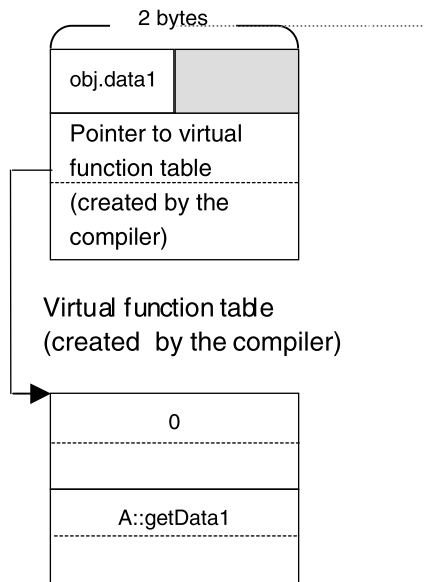 2 bytes
obj.data1
Pointer to virtual
function table
(created by the
compiler)
Virtual function table
(created by the compiler)
0
A::getData1